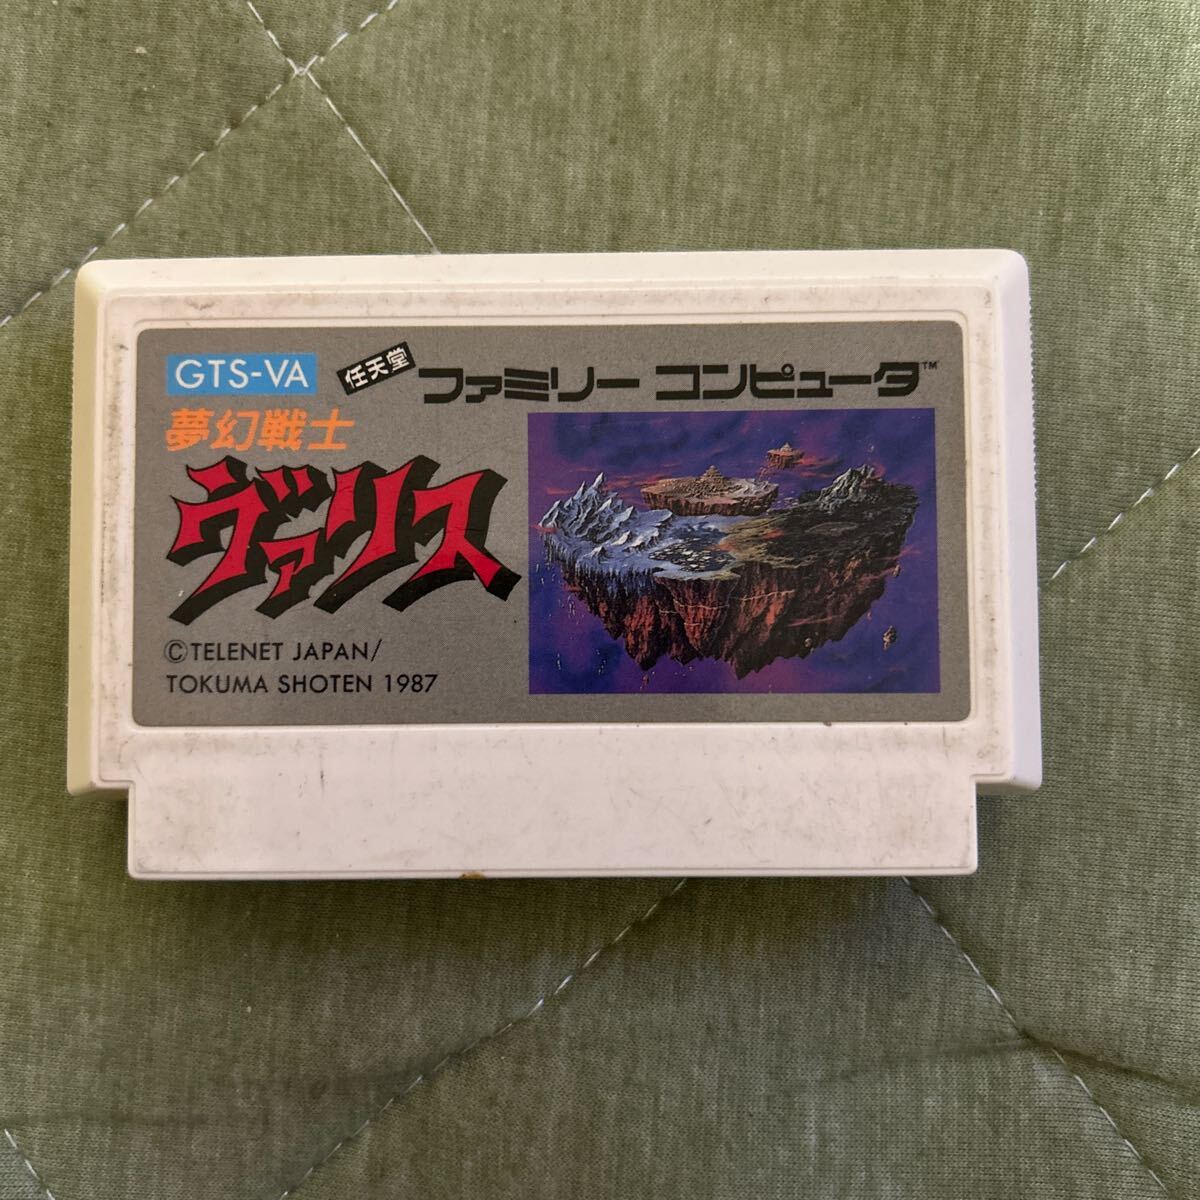 GTS-VA
任天堂
ファミリー コンピュータ™
夢幻戦士
ヴァリス
©TELENET JAPAN/
TOKUMA SHOTEN 1987